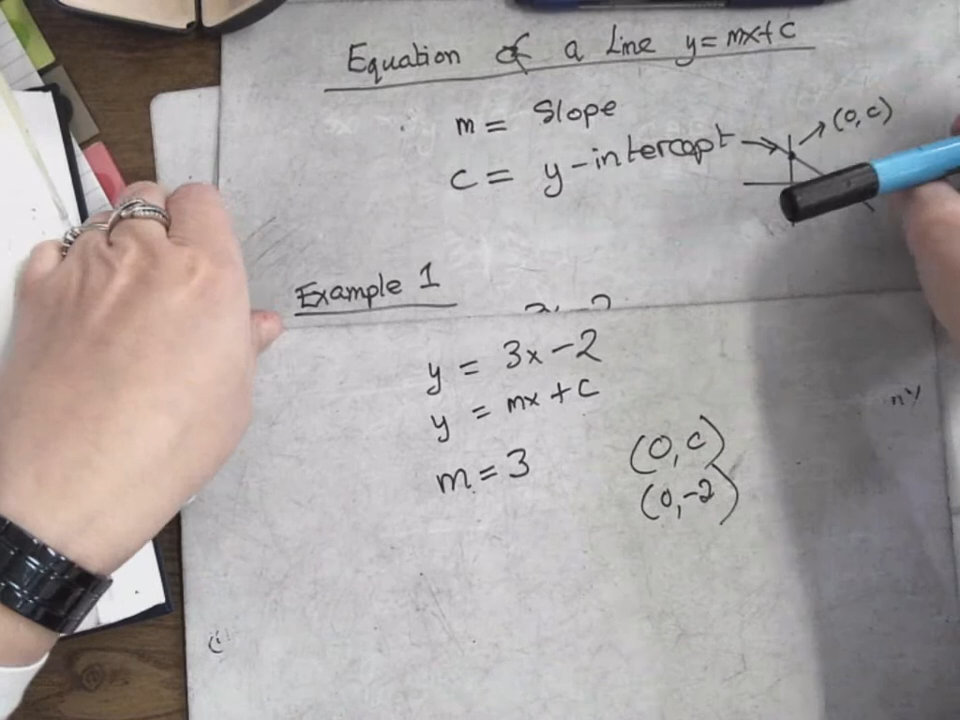 Equation of a Line y = mx + c
m = Slope
c = y-intercept
(0, c)
Example 1
y = 3x - 2
y = mx + c
m = 3
(0, c)
(0, -2)
(i)